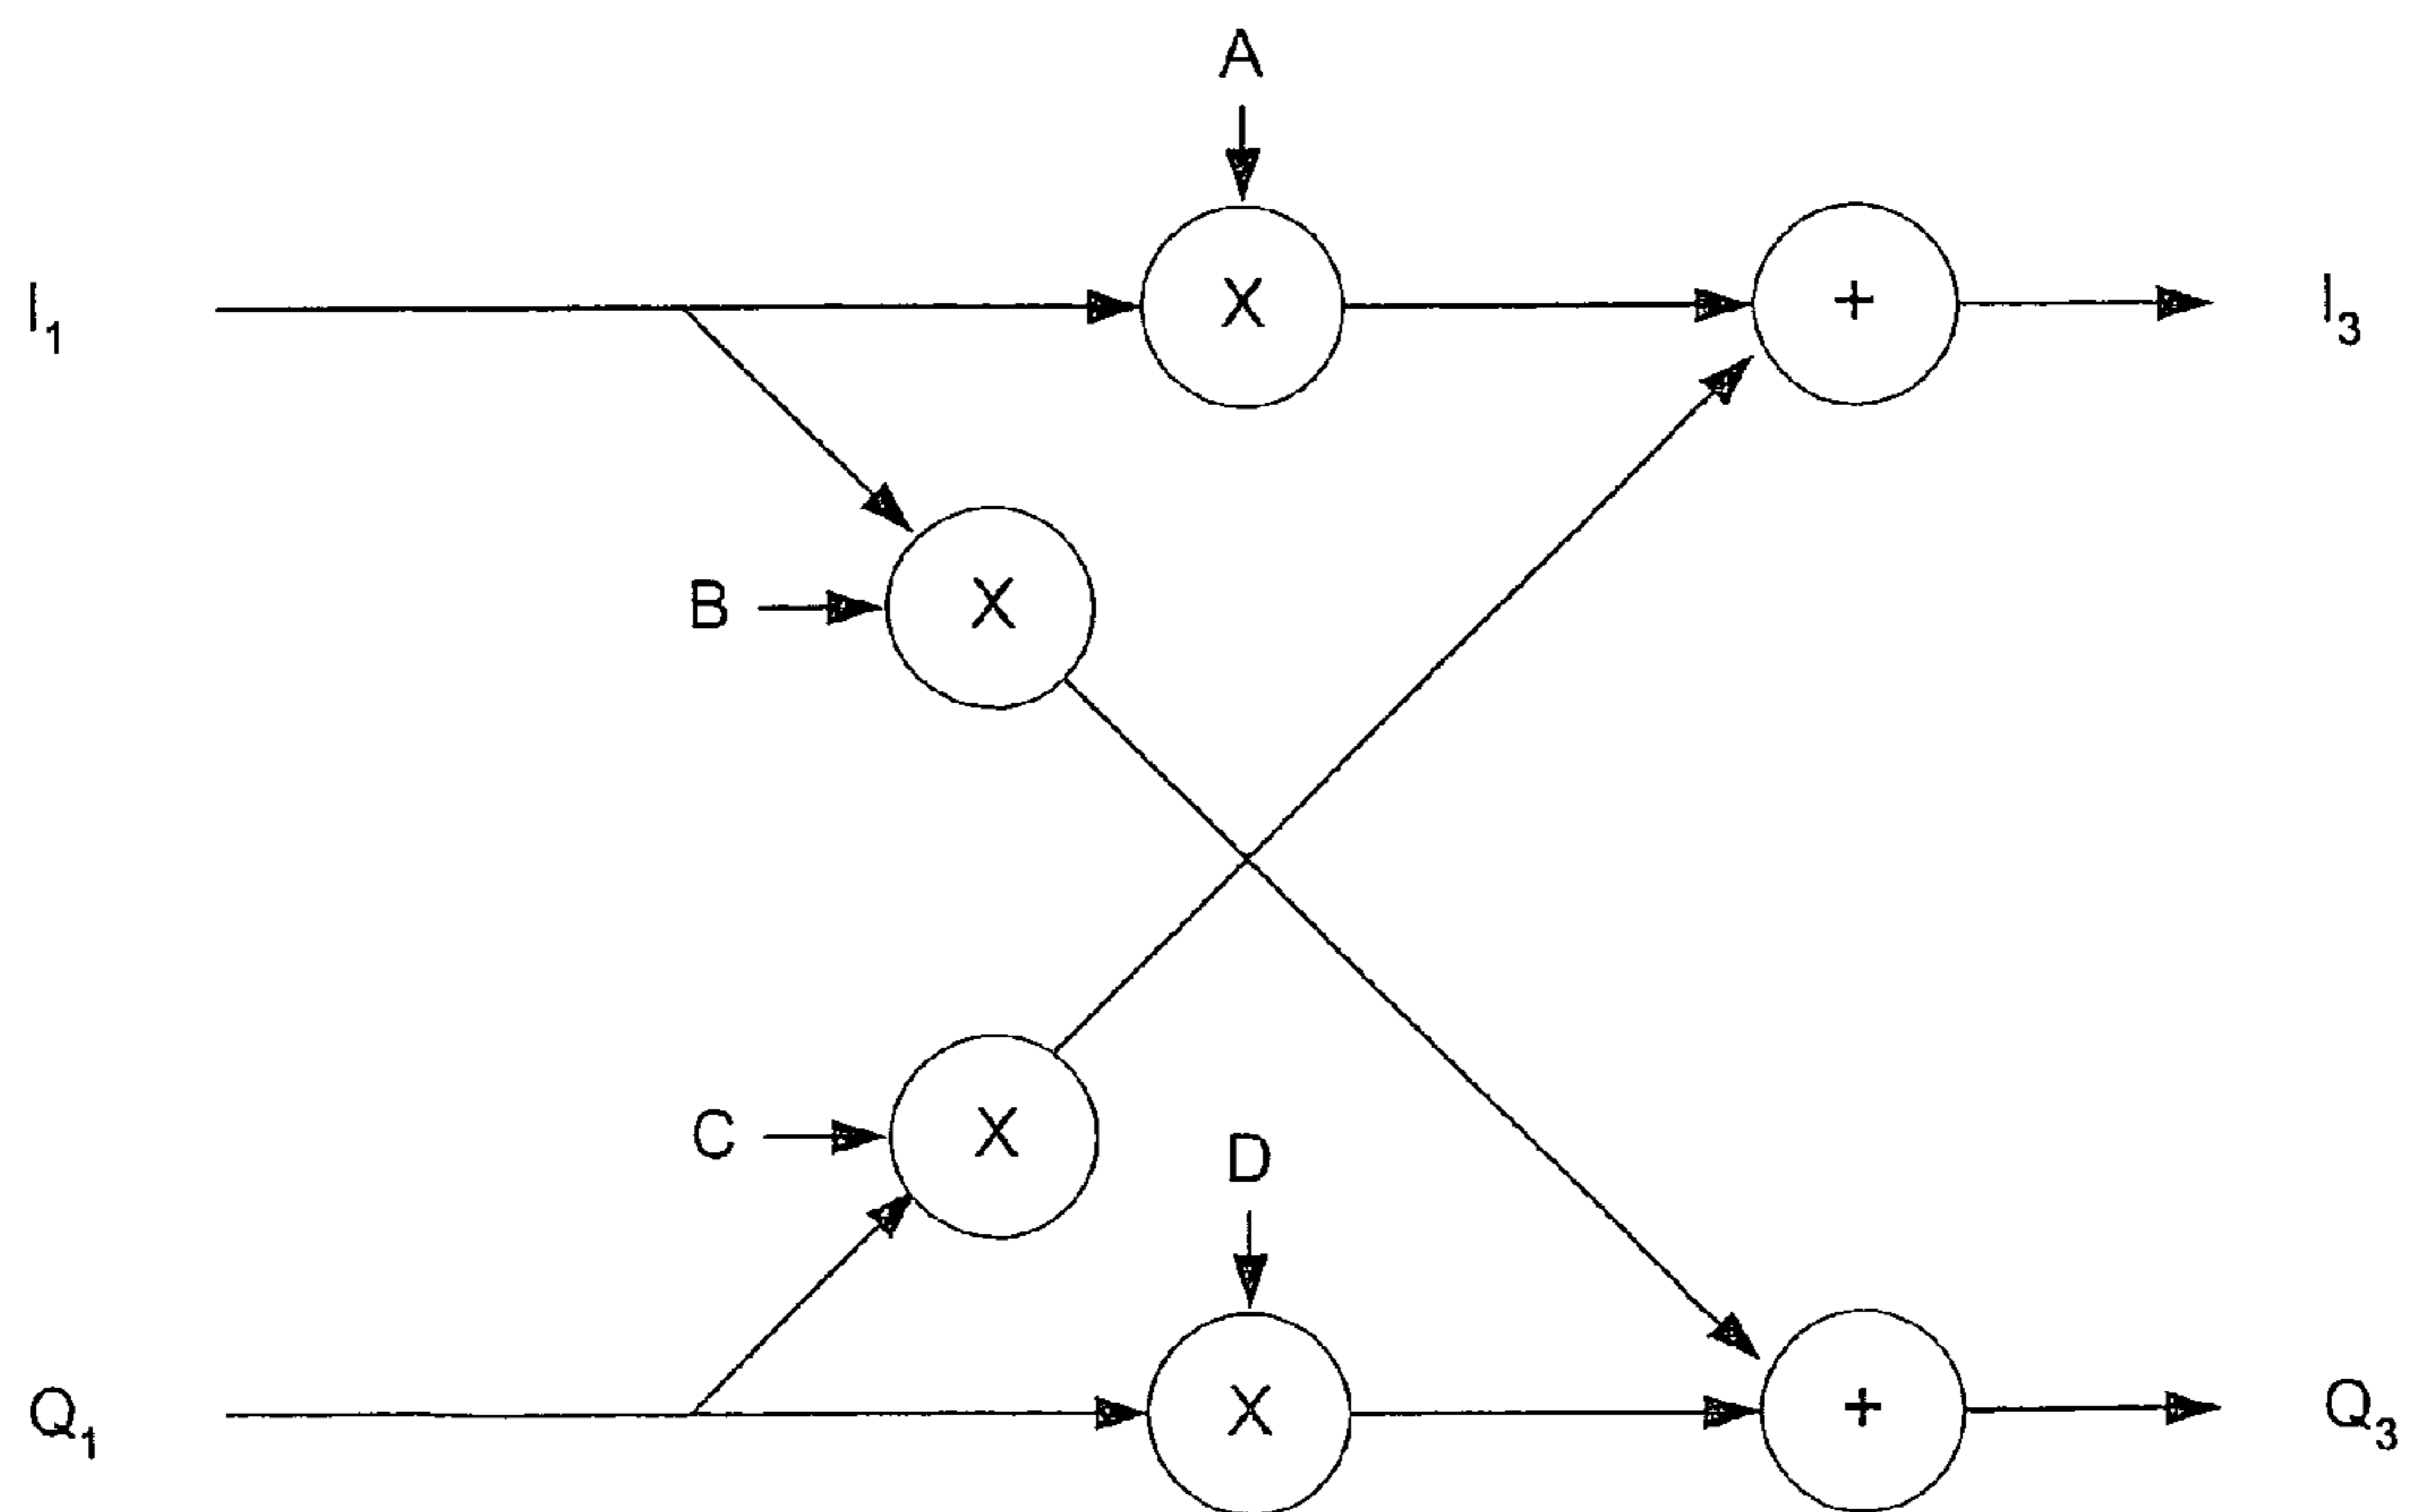 A
I₁ X + I₃
B X
C X
D
Q₁ X + Q₃